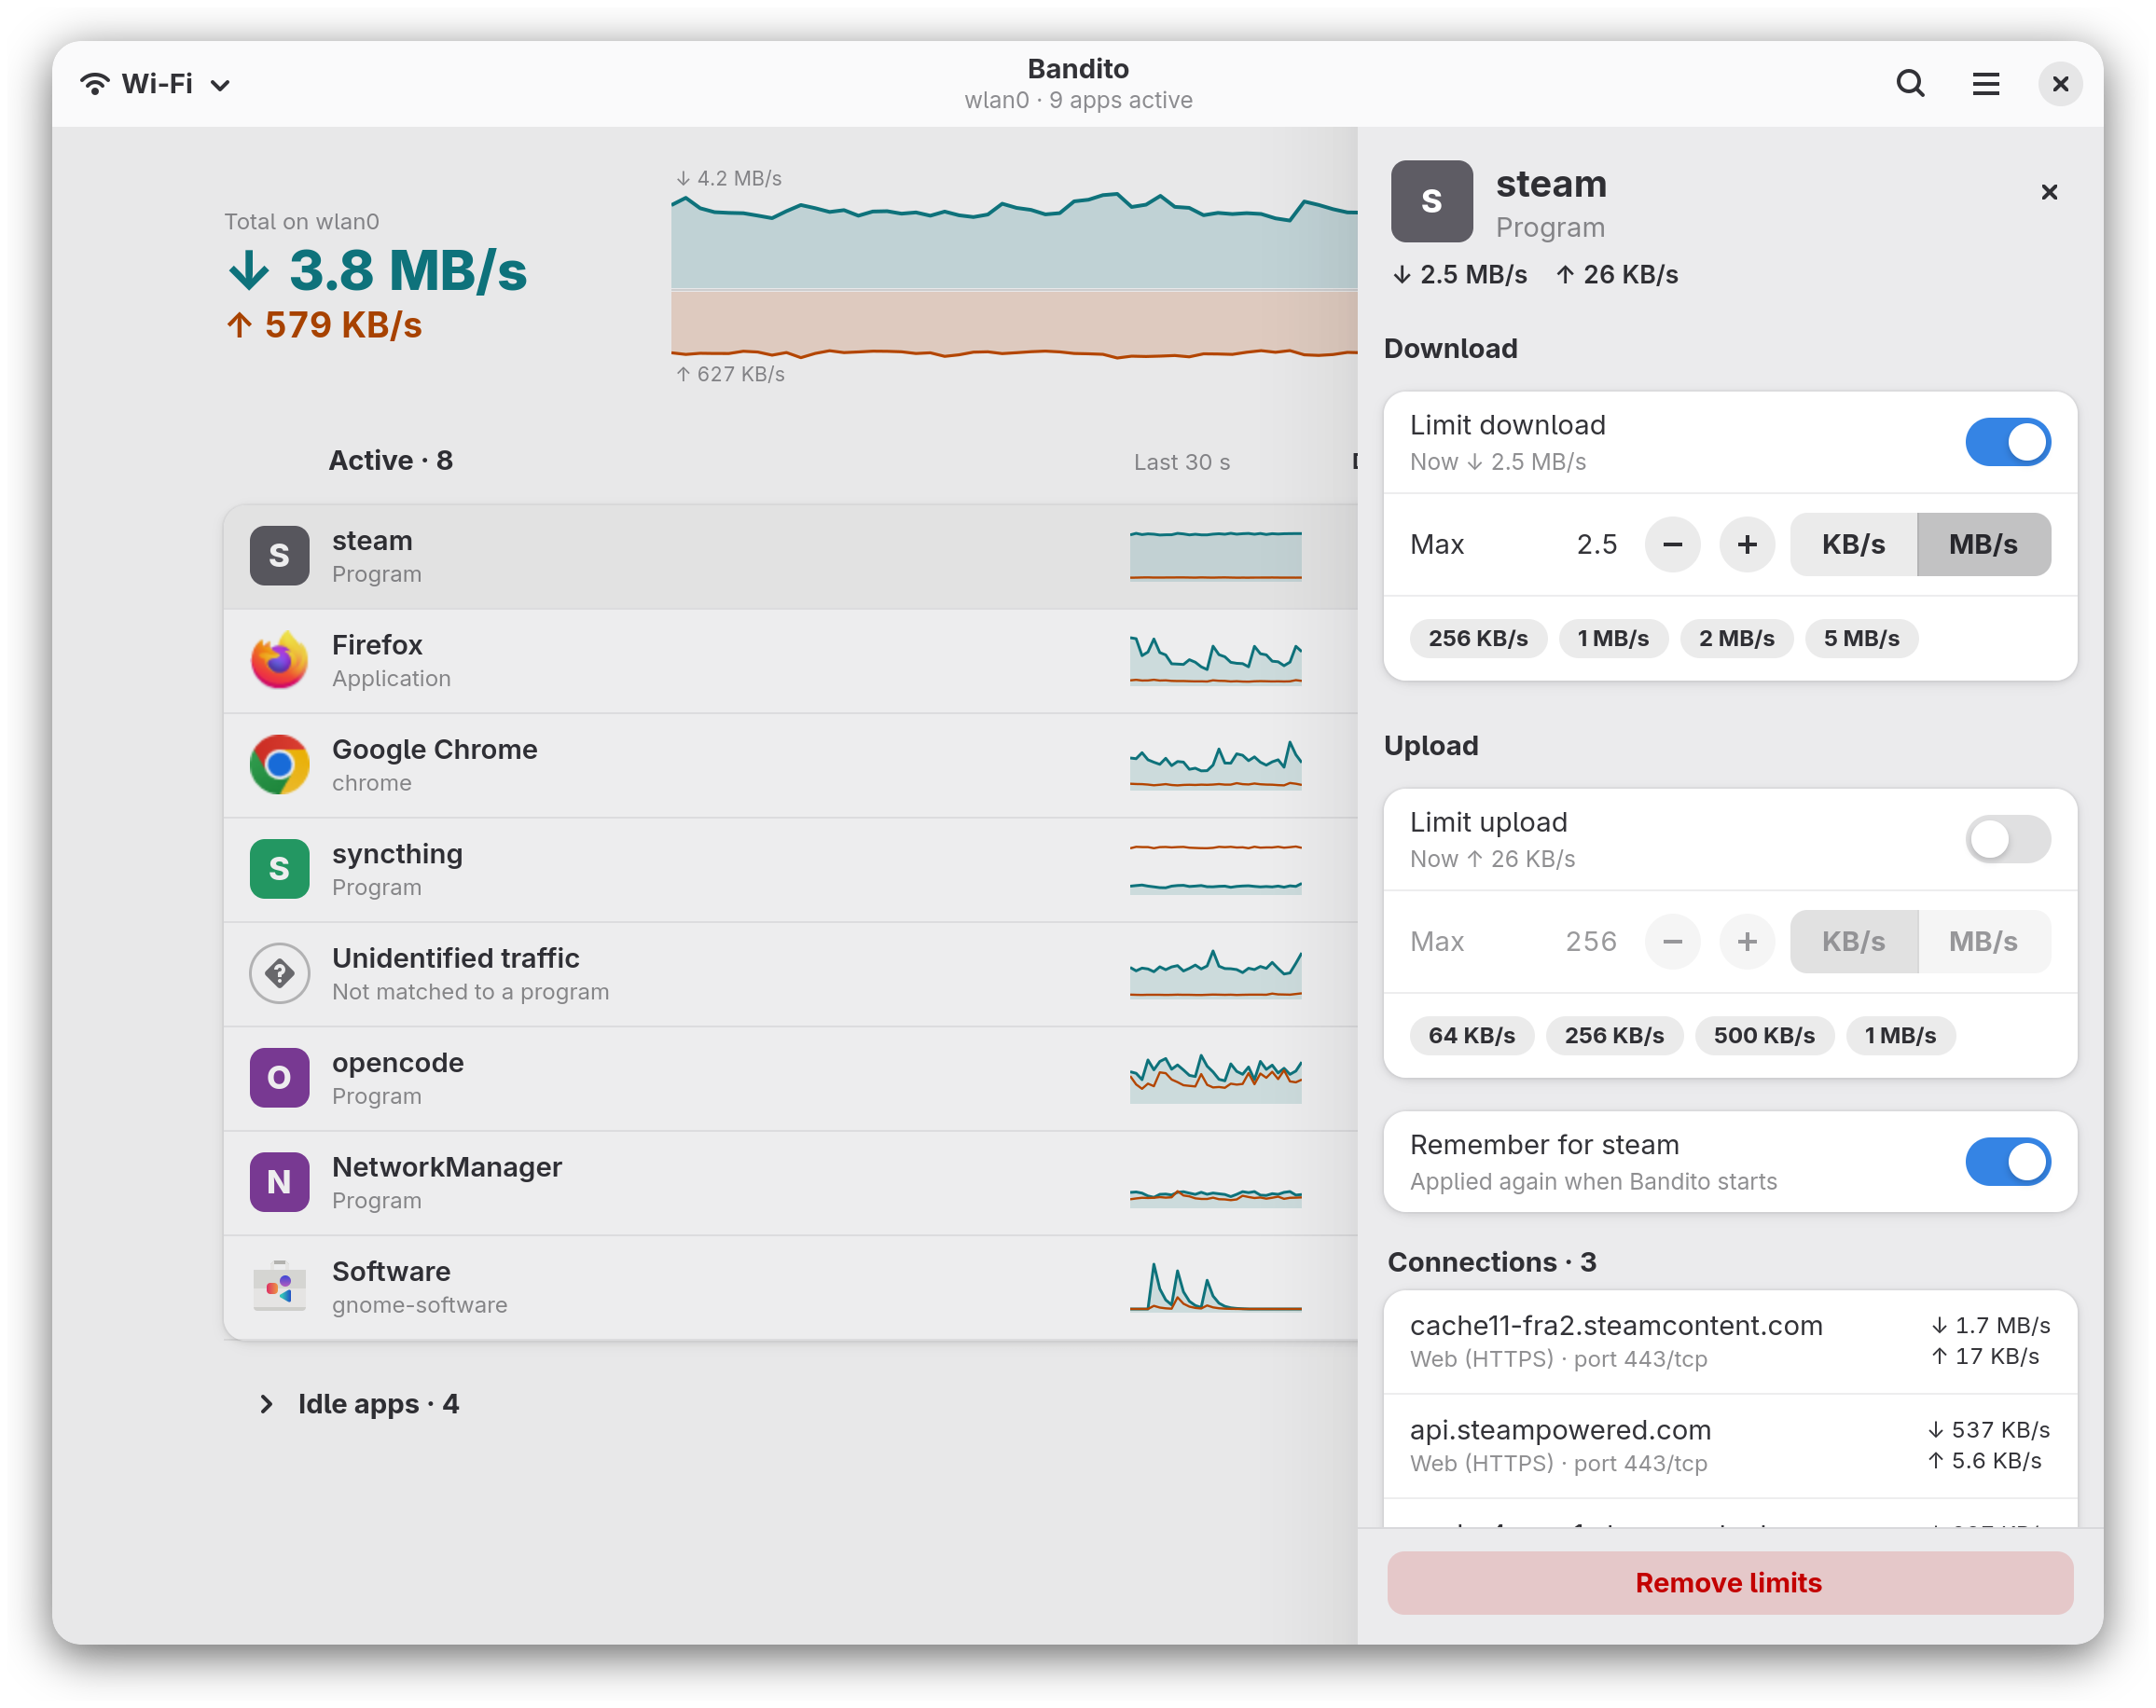 Wi-Fi
Bandito
wlan0 · 9 apps active
Total on wlan0
↓ 3.8 MB/s
↑ 579 KB/s
↓ 4.2 MB/s
↑ 627 KB/s
Active · 8
Last 30 s
S
steam
Program
Firefox
Application
Google Chrome
chrome
S
syncthing
Program
?
Unidentified traffic
Not matched to a program
O
opencode
Program
N
NetworkManager
Program
Software
gnome-software
Idle apps · 4
S
steam
Program
↓ 2.5 MB/s ↑ 26 KB/s
Download
Limit download
Now ↓ 2.5 MB/s
Max 2.5 − + KB/s MB/s
256 KB/s 1 MB/s 2 MB/s 5 MB/s
Upload
Limit upload
Now ↑ 26 KB/s
Max 256 − + KB/s MB/s
64 KB/s 256 KB/s 500 KB/s 1 MB/s
Remember for steam
Applied again when Bandito starts
Connections · 3
cache11-fra2.steamcontent.com ↓ 1.7 MB/s
Web (HTTPS) · port 443/tcp ↑ 17 KB/s
api.steampowered.com ↓ 537 KB/s
Web (HTTPS) · port 443/tcp ↑ 5.6 KB/s
Remove limits